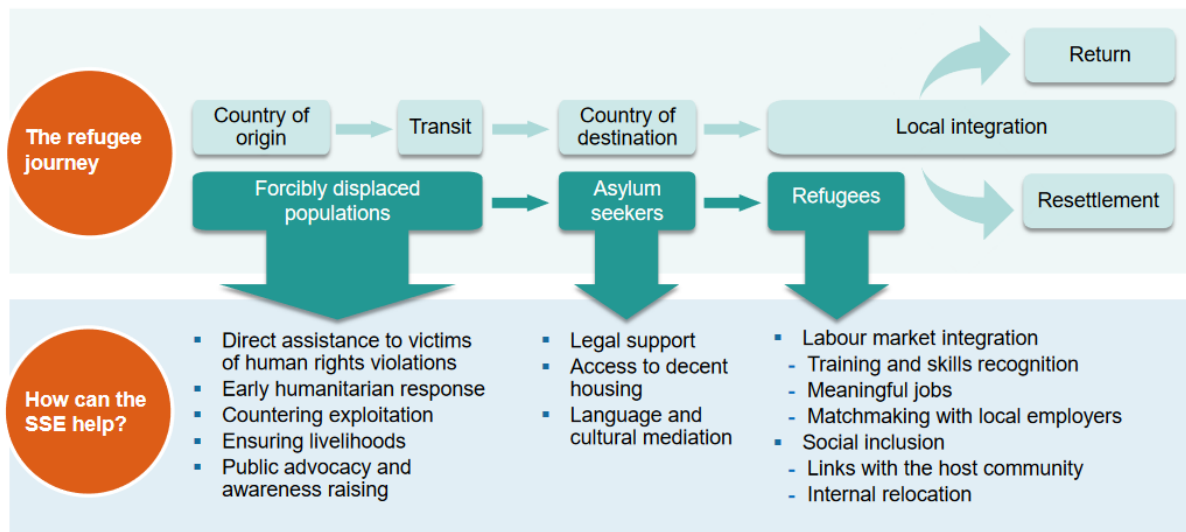 The refugee
journey
Country of
origin
Transit
Country of
destination
Local integration
Return
Resettlement
Forcibly displaced
populations
Asylum
seekers
Refugees
How can the
SSE help?
▪ Direct assistance to victims
of human rights violations
▪ Early humanitarian response
▪ Countering exploitation
▪ Ensuring livelihoods
▪ Public advocacy and
awareness raising
▪ Legal support
▪ Access to decent
housing
▪ Language and
cultural mediation
▪ Labour market integration
- Training and skills recognition
- Meaningful jobs
- Matchmaking with local employers
▪ Social inclusion
- Links with the host community
- Internal relocation